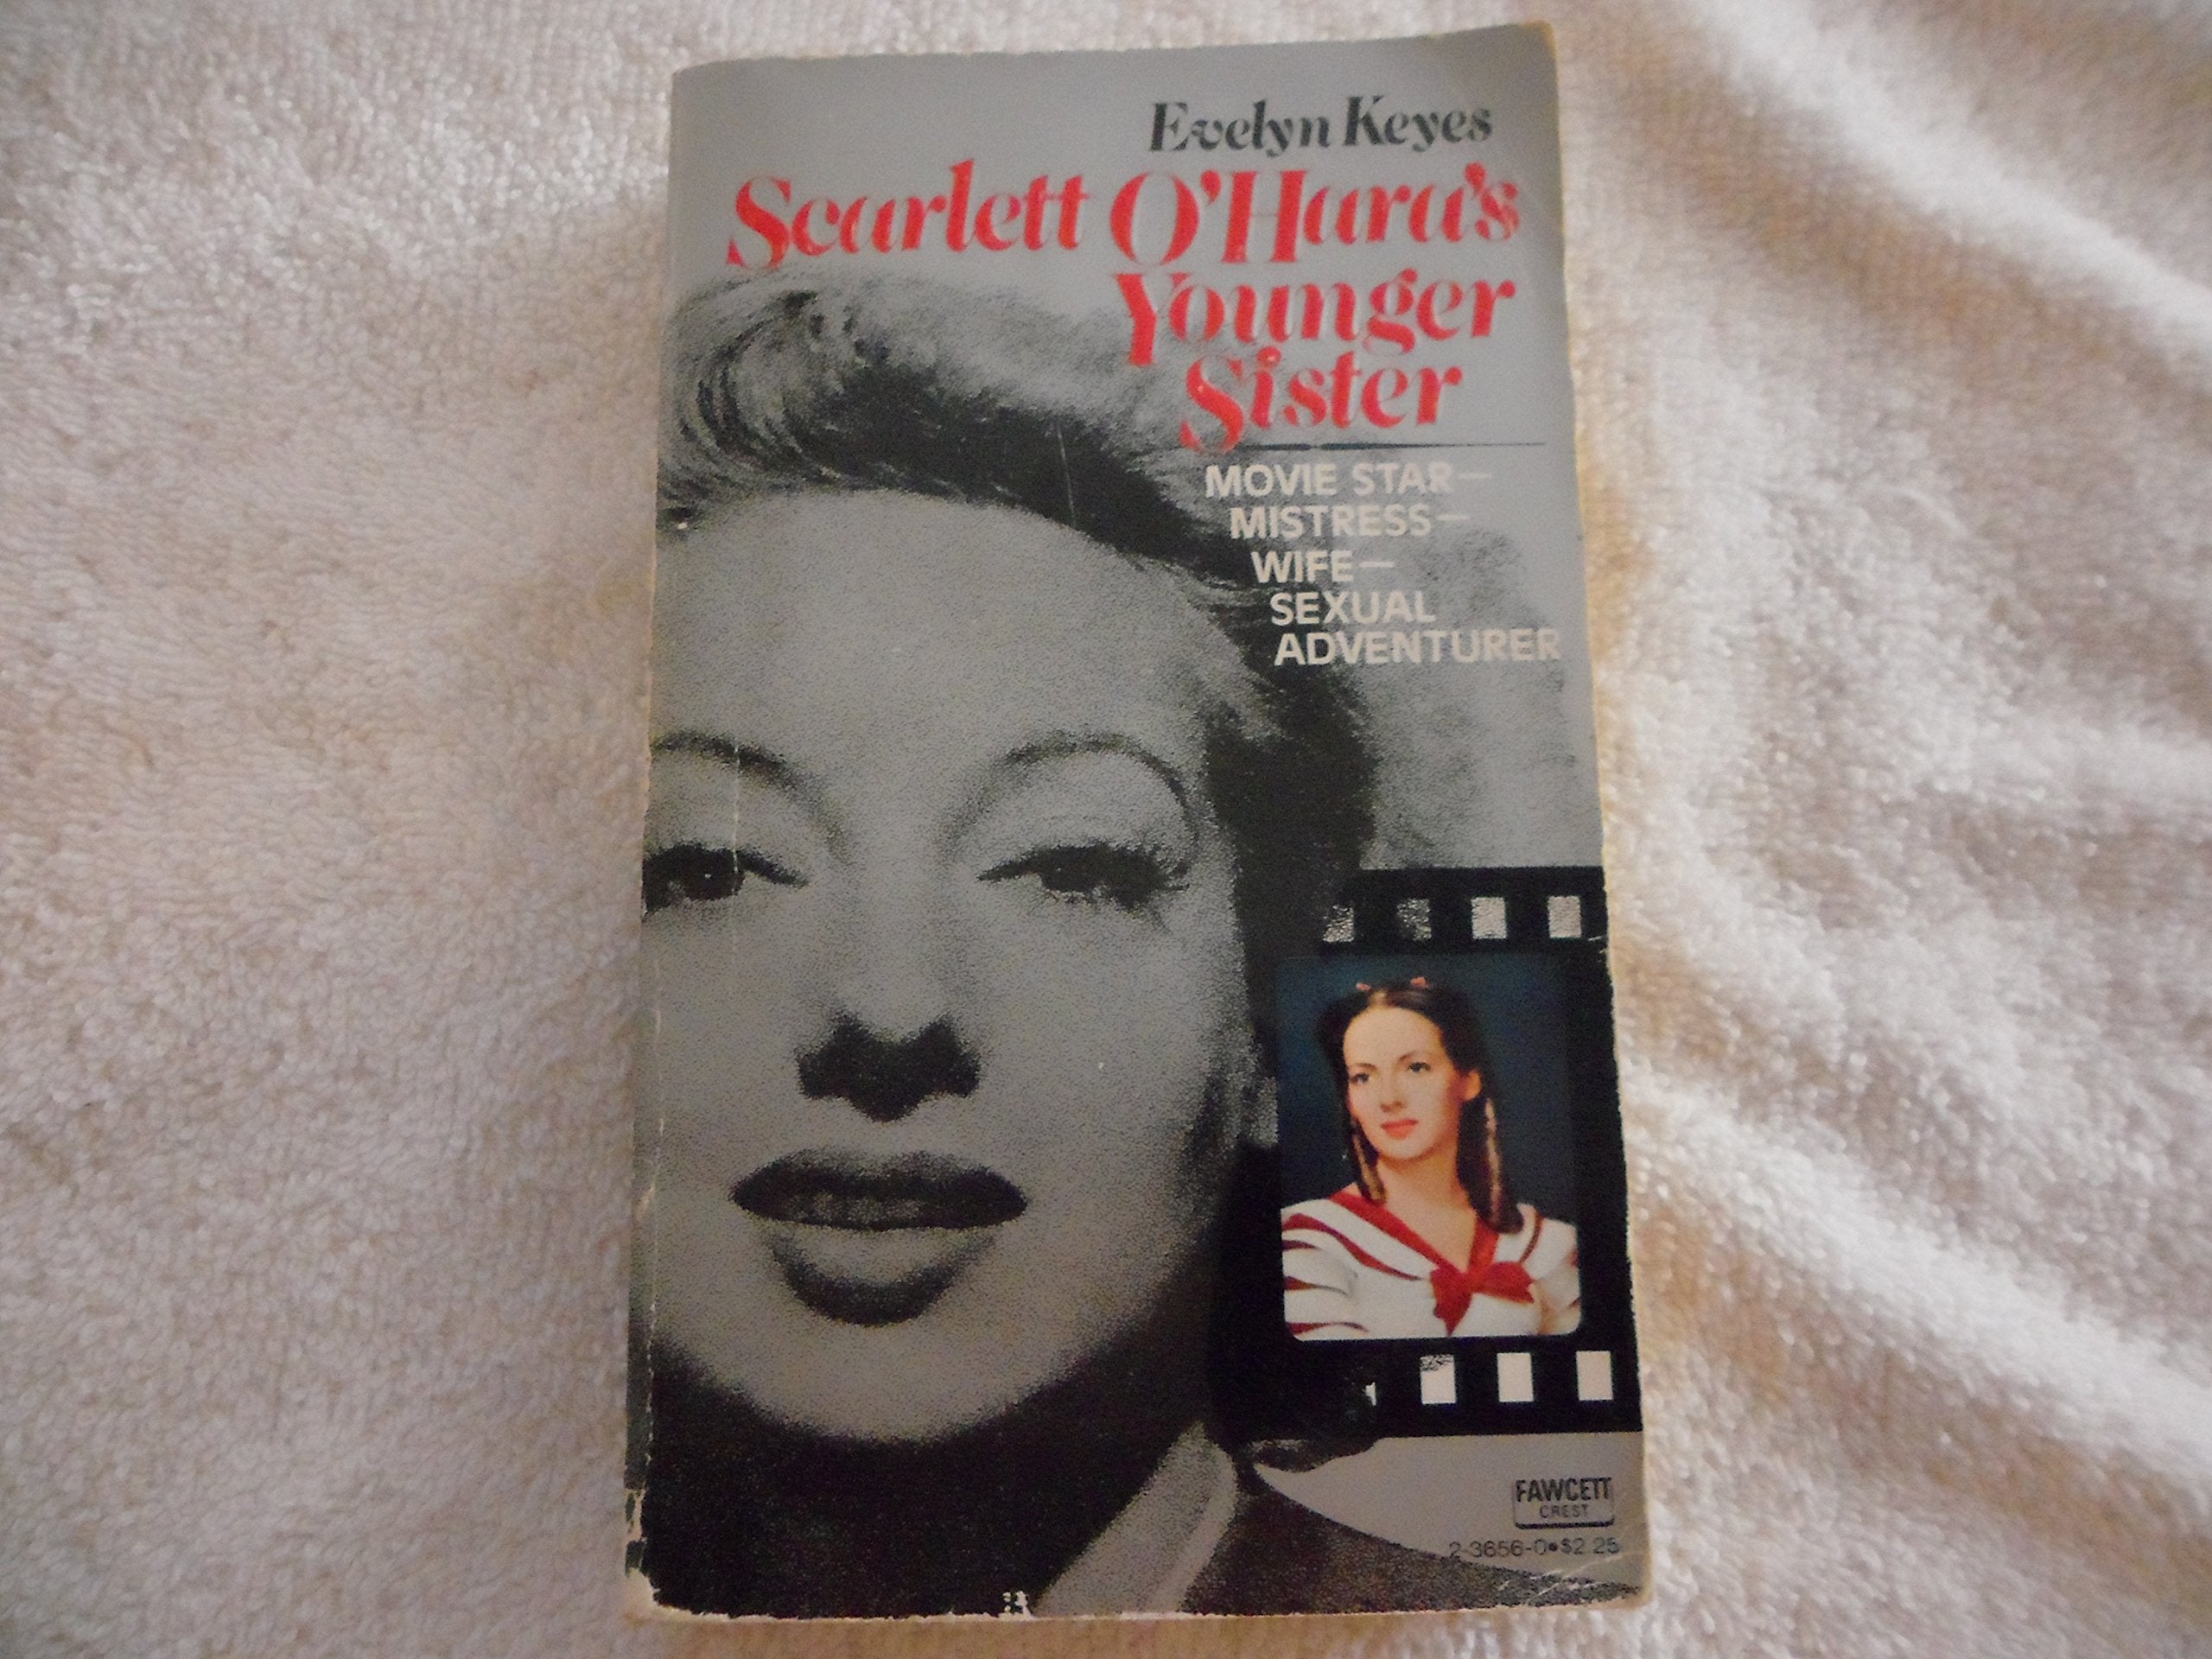 Evelyn Keyes
Scarlett O'Hara's
Younger
Sister
MOVIE STAR—
MISTRESS—
WIFE—
SEXUAL
ADVENTURER
FAWCETT
CREST
2-3656-0•$2.25